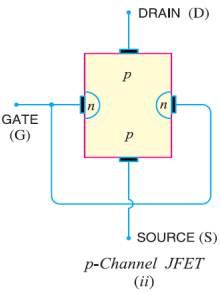 DRAIN (D)
p
n
n
GATE
(G)
p
SOURCE (S)
p-Channel JFET
(ii)